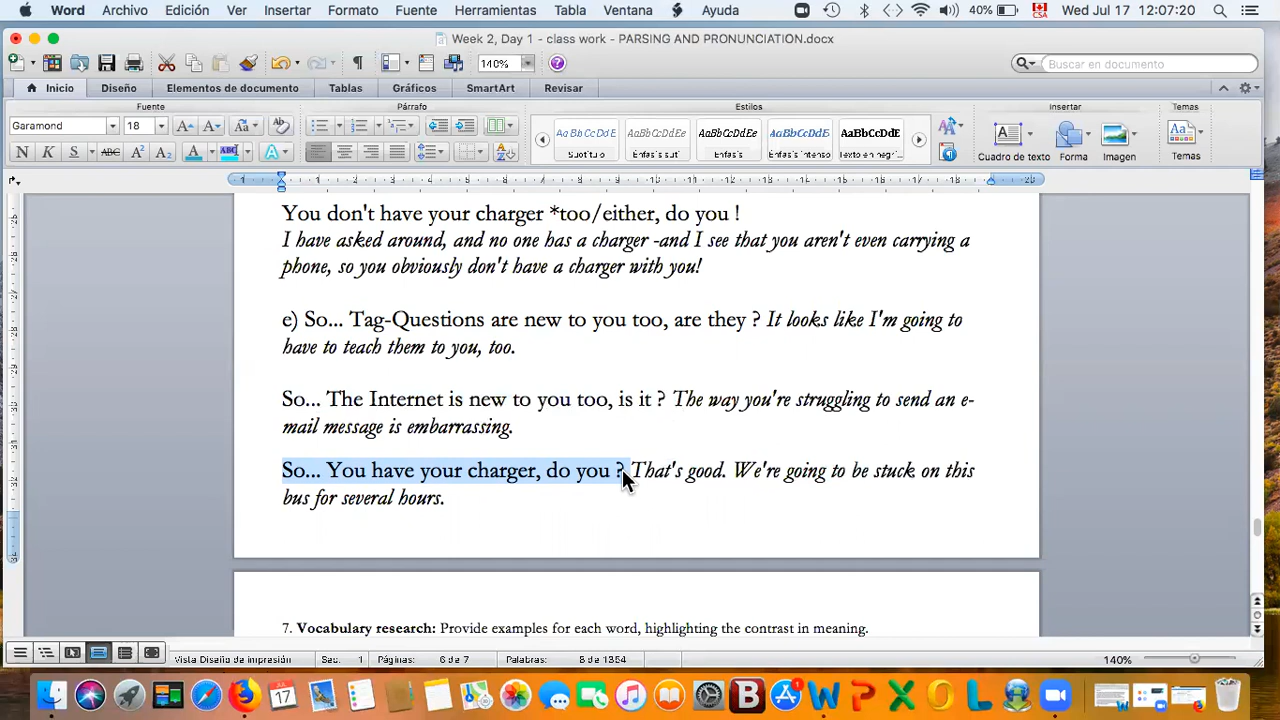 Word Archivo Edición Ver Insertar Formato Fuente Herramientas Tabla Ventana Ayuda 40% CSA Wed Jul 17 12:07:20
Week 2, Day 1 - class work - PARSING AND PRONUNCIATION.docx
140% Buscar en documento
Inicio Diseño Elementos de documento Tablas Gráficos SmartArt Revisar
Fuente Párrafo Estilos Insertar Temas
Garamond 18
N K S ABC A² A₂ A ABC A
Cuadro de texto Forma Imagen Temas
You don't have your charger *too/either, do you !
I have asked around, and no one has a charger -and I see that you aren't even carrying a
phone, so you obviously don't have a charger with you!
e) So... Tag-Questions are new to you too, are they ? It looks like I'm going to
have to teach them to you, too.
So... The Internet is new to you too, is it ? The way you're struggling to send an e-
mail message is embarrassing.
So... You have your charger, do you ? That's good. We're going to be stuck on this
bus for several hours.
7. Vocabulary research: Provide examples for each word, highlighting the contrast in meaning.
Vista Diseño de impresión Sec. 1 Páginas: 6 de 7 Palabras: 8 de 1354 140%